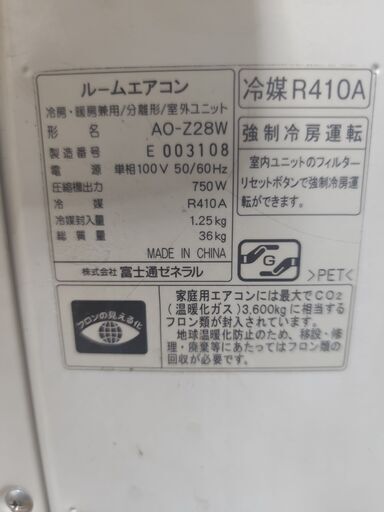 ルームエアコン
冷房・暖房兼用/分離形/室外ユニット
形名 AO-Z28W
製造番号 E 003108
電源 単相100V 50/60Hz
圧縮機出力 750W
冷媒 R410A
冷媒封入量 1.25kg
総質量 36kg
MADE IN CHINA
株式会社 富士通ゼネラル
冷媒R410A
強制冷房運転
室内ユニットのフィルター
リセットボタンで強制冷房運
転ができます。
G
>PET<
フロンの見える化
家庭用エアコンには最大でCO2
(温暖化ガス)3,600kgに相当する
フロン類が封入されています。
地球温暖化防止のため、移設・修
理・廃棄等にあたってはフロン類の
回収が必要です。